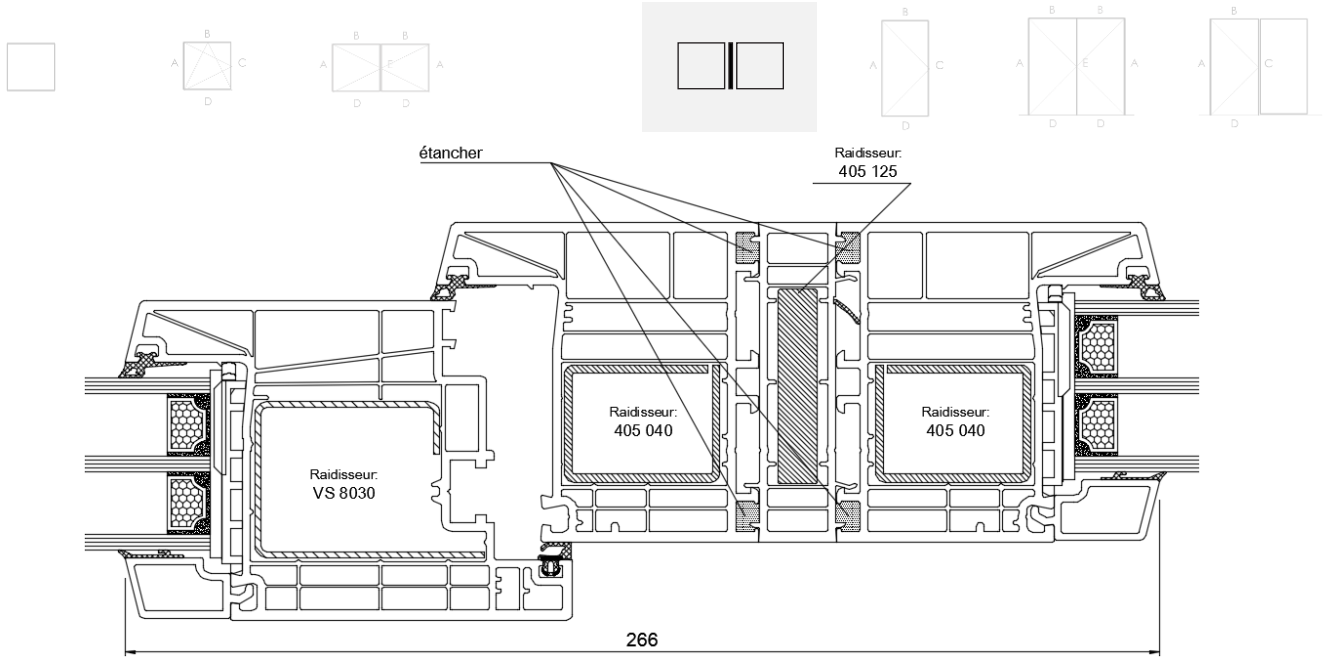 B
A
C
D
B
B
A
E
A
D
D
B
A
C
D
B
B
A
E
A
D
D
B
A
C
D
étancher
Raidisseur:
405 125
Raidisseur:
405 040
Raidisseur:
405 040
Raidisseur:
VS 8030
266